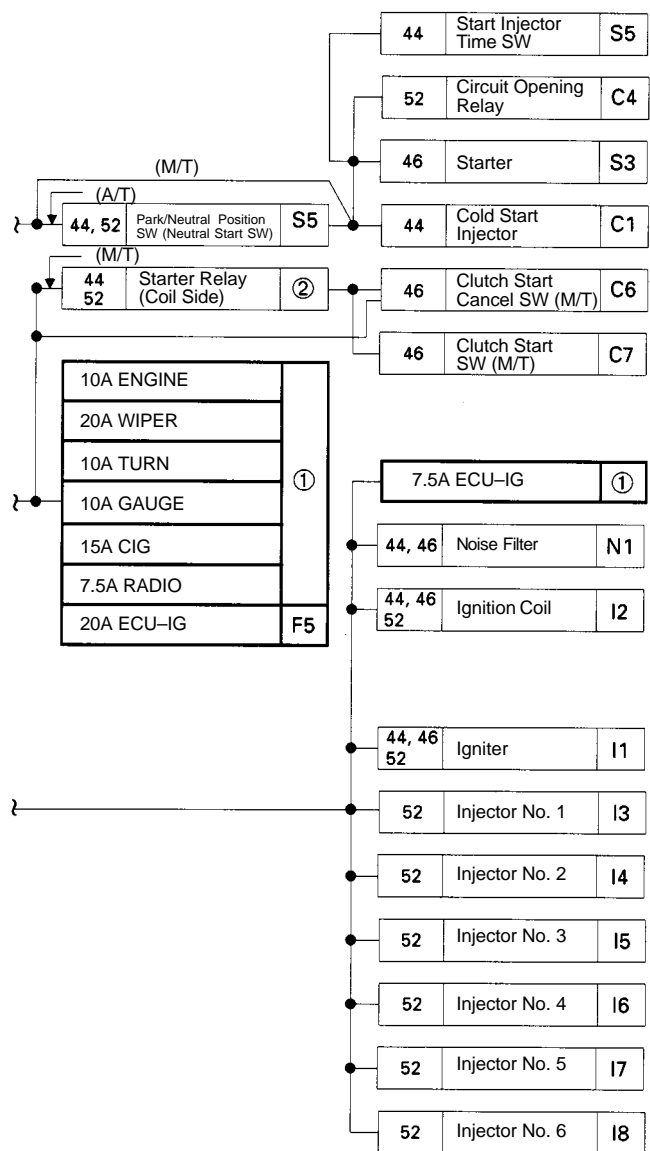 44 Start Injector S5
Time SW
52 Circuit Opening C4
Relay
(M/T)
46 Starter S3
(A/T)
44, 52 Park/Neutral Position S5
SW (Neutral Start SW)
44 Cold Start C1
Injector
(M/T)
44 Starter Relay ②
52 (Coil Side)
46 Clutch Start C6
Cancel SW (M/T)
46 Clutch Start C7
SW (M/T)
10A ENGINE
20A WIPER
10A TURN
①
10A GAUGE
15A CIG
7.5A RADIO
20A ECU–IG F5
7.5A ECU–IG ①
44, 46 Noise Filter N1
44, 46 Ignition Coil I2
52
44, 46 Igniter I1
52
52 Injector No. 1 I3
52 Injector No. 2 I4
52 Injector No. 3 I5
52 Injector No. 4 I6
52 Injector No. 5 I7
52 Injector No. 6 I8